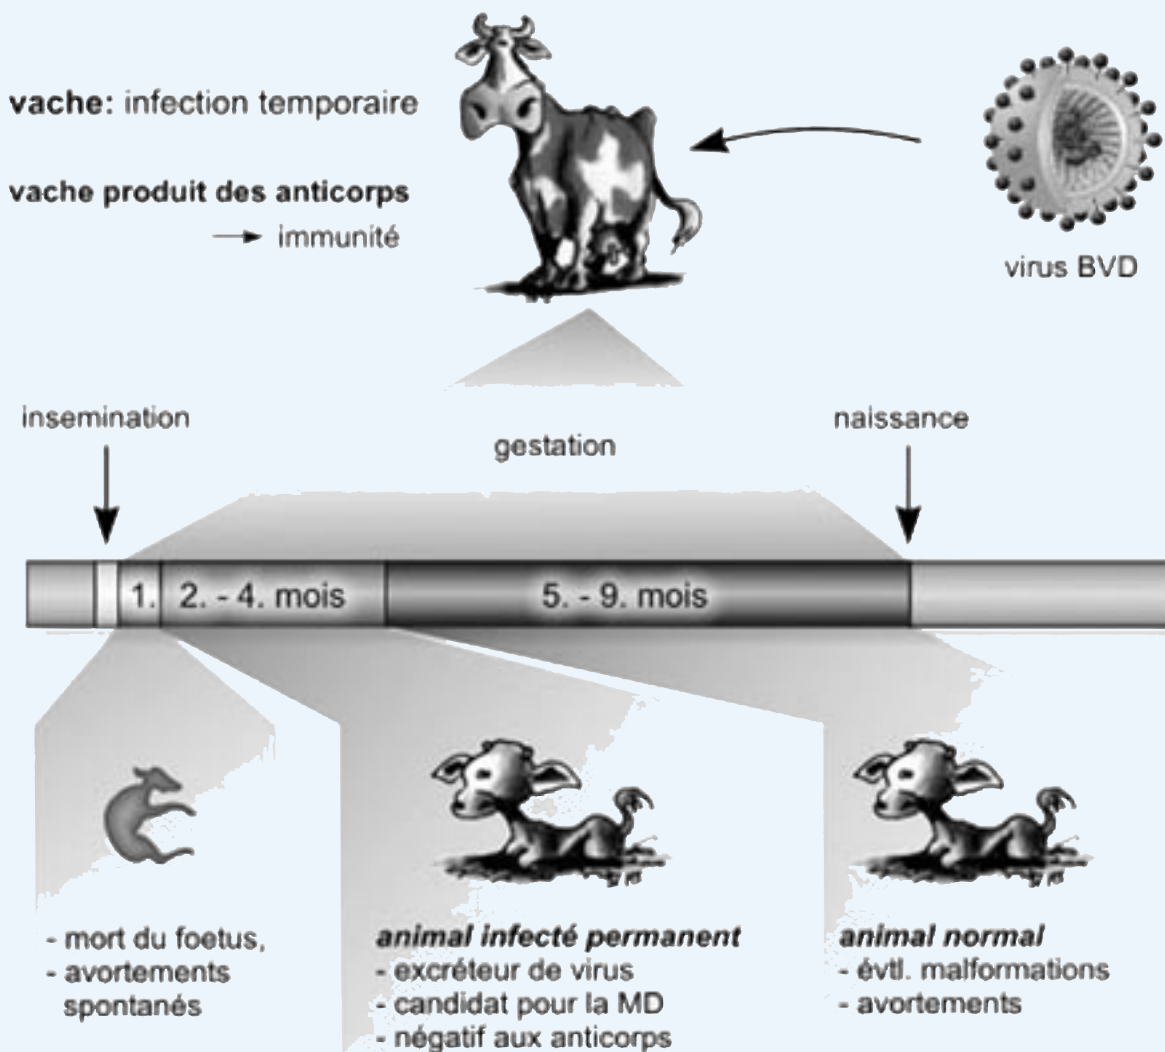 vache: infection temporaire
vache produit des anticorps
→ immunité
virus BVD
insemination
gestation
naissance
1.
2. - 4. mois
5. - 9. mois
- mort du foetus,
- avortements
spontanés
animal infecté permanent
- excréteur de virus
- candidat pour la MD
- négatif aux anticorps
animal normal
- évtl. malformations
- avortements